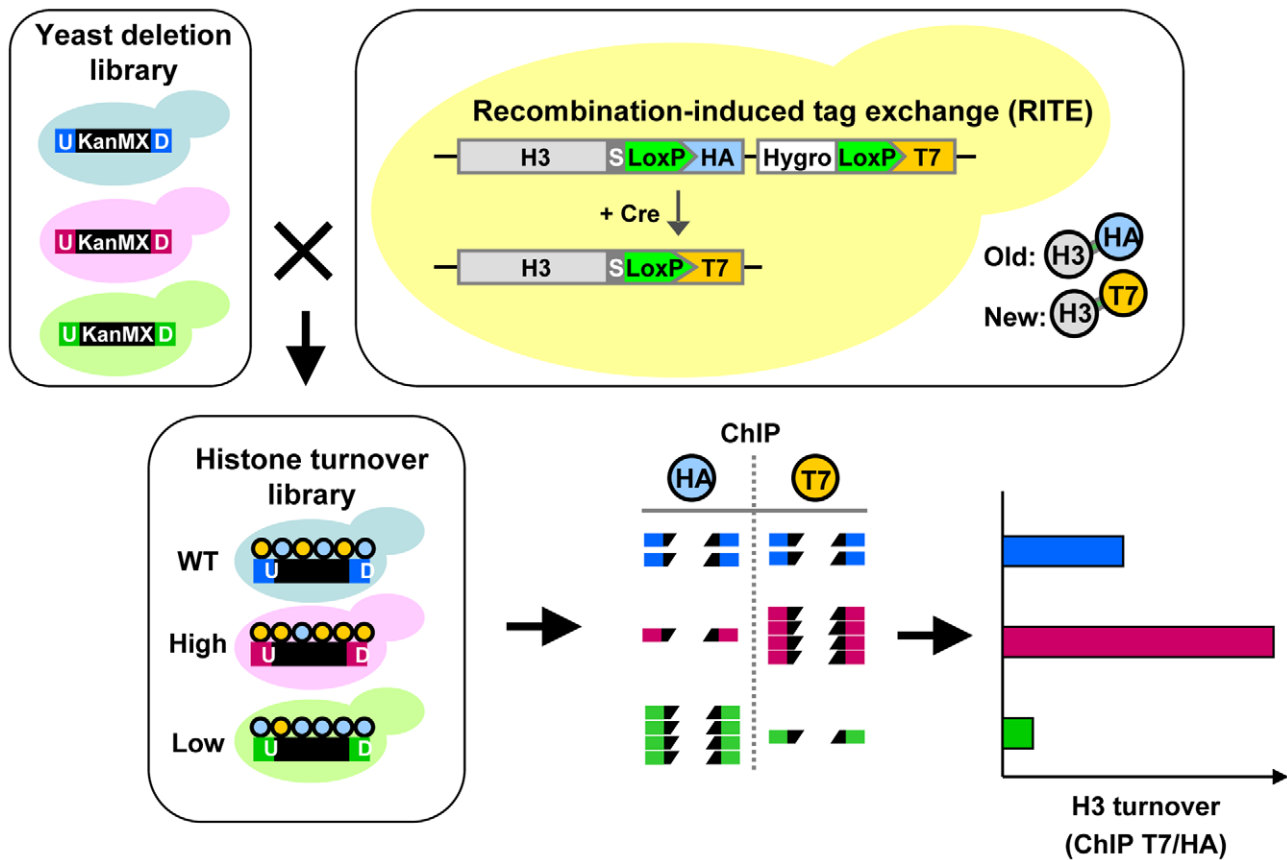 Yeast deletion
library
U KanMX D
U KanMX D
U KanMX D
Recombination-induced tag exchange (RITE)
H3 S LoxP HA Hygro LoxP T7
+ Cre
H3 S LoxP T7
Old: H3 HA
New: H3 T7
Histone turnover
library
WT
U D
High
U D
Low
U D
ChIP
HA T7
H3 turnover
(ChIP T7/HA)